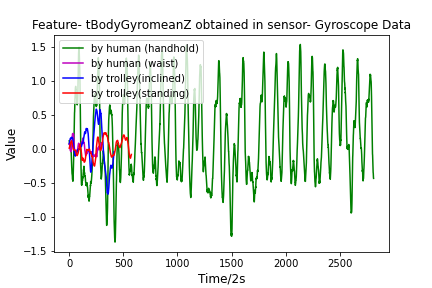 Feature- tBodyGyromeanZ obtained in sensor- Gyroscope Data
by human (handhold)
by human (waist)
by trolley(inclined)
by trolley(standing)
1.5
1.0
0.5
0.0
−0.5
−1.0
−1.5
Value
0 500 1000 1500 2000 2500
Time/2s